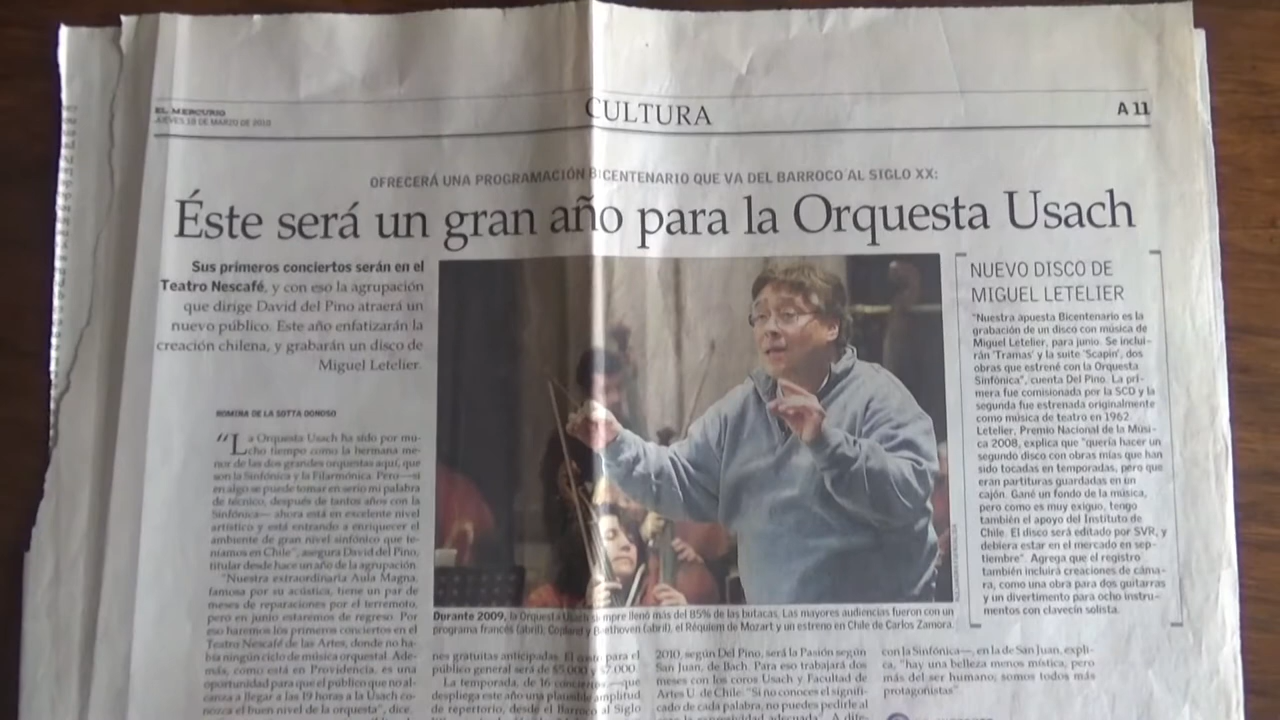 EL MERCURIO
JUEVES 18 DE MARZO DE 2010
CULTURA
A 11
OFRECERÁ UNA PROGRAMACIÓN BICENTENARIO QUE VA DEL BARROCO AL SIGLO XX:
Éste será un gran año para la Orquesta Usach
Sus primeros conciertos serán en el
Teatro Nescafé, y con eso la agrupación
que dirige David del Pino atraerá un
nuevo público. Este año enfatizarán la
creación chilena, y grabarán un disco de
Miguel Letelier.
ROMINA DE LA SOTTA DONOSO
“La Orquesta Usach ha sido por mu-
cho tiempo como la hermana me-
nor de las dos grandes orquestas aquí, que
son la Sinfónica y la Filarmónica. Pero —si
en algo se puede tomar en serio mi palabra
de técnico, después de tantos años con la
Sinfónica— ahora está en excelente nivel
artístico y está entrando a enriquecer el
ambiente de gran nivel sinfónico que te-
níamos en Chile", asegura David del Pino,
titular desde hace un año de la agrupación.
"Nuestra extraordinaria Aula Magna,
famosa por su acústica, tiene un par de
meses de reparaciones por el terremoto,
pero en junio estaremos de regreso. Por
eso haremos los primeros conciertos en el
Teatro Nescafé de las Artes, donde no ha-
bía ningún ciclo de música orquestal. Ade-
más, como está en Providencia, es una
oportunidad para que el público que no al-
canza a llegar a las 19 horas a la Usach co-
nozca el buen nivel de la orquesta", dice.
Durante 2009, la Orquesta Usach siempre llenó más del 85% de las butacas. Las mayores audiencias fueron con un
programa francés (abril), Copland y Beethoven (abril), el Réquiem de Mozart y un estreno en Chile de Carlos Zamora.
nes gratuitas anticipadas. El costo para el
público general será de $5.000 y $7.000.
La temporada, de 16 conciertos —que
despliega este año una plausible amplitud
de repertorio, desde el Barroco al Siglo
2010, según Del Pino, será la Pasión según
San Juan, de Bach. Para eso trabajará dos
meses con los coros Usach y Facultad de
Artes U. de Chile. "Si no conoces el signifi-
cado de cada palabra, no puedes pedirle al
adecuada". A dife-
con la Sinfónica—, en la de San Juan, expli-
ca, "hay una belleza menos mística, pero
más del ser humano; somos todos más
protagonistas"
NUEVO DISCO DE
MIGUEL LETELIER
"Nuestra apuesta Bicentenario es la
grabación de un disco con música de
Miguel Letelier, para junio. Se inclui-
rán 'Tramas' y la suite 'Scapin', dos
obras que estrené con la Orquesta
Sinfónica", cuenta Del Pino. La pri-
mera fue comisionada por la SCD y la
segunda fue estrenada originalmente
como música de teatro en 1962.
Letelier, Premio Nacional de la Músi-
ca 2008, explica que "quería hacer un
segundo disco con obras mías que han
sido tocadas en temporadas, pero que
eran partituras guardadas en un
cajón. Gané un fondo de la música,
pero como es muy exiguo, tengo
también el apoyo del Instituto de
Chile. El disco será editado por SVR, y
debiera estar en el mercado en sep-
tiembre". Agrega que el registro
también incluirá creaciones de cáma-
ra, como una obra para dos guitarras
y un divertimento para ocho instru-
mentos con clavecín solista.